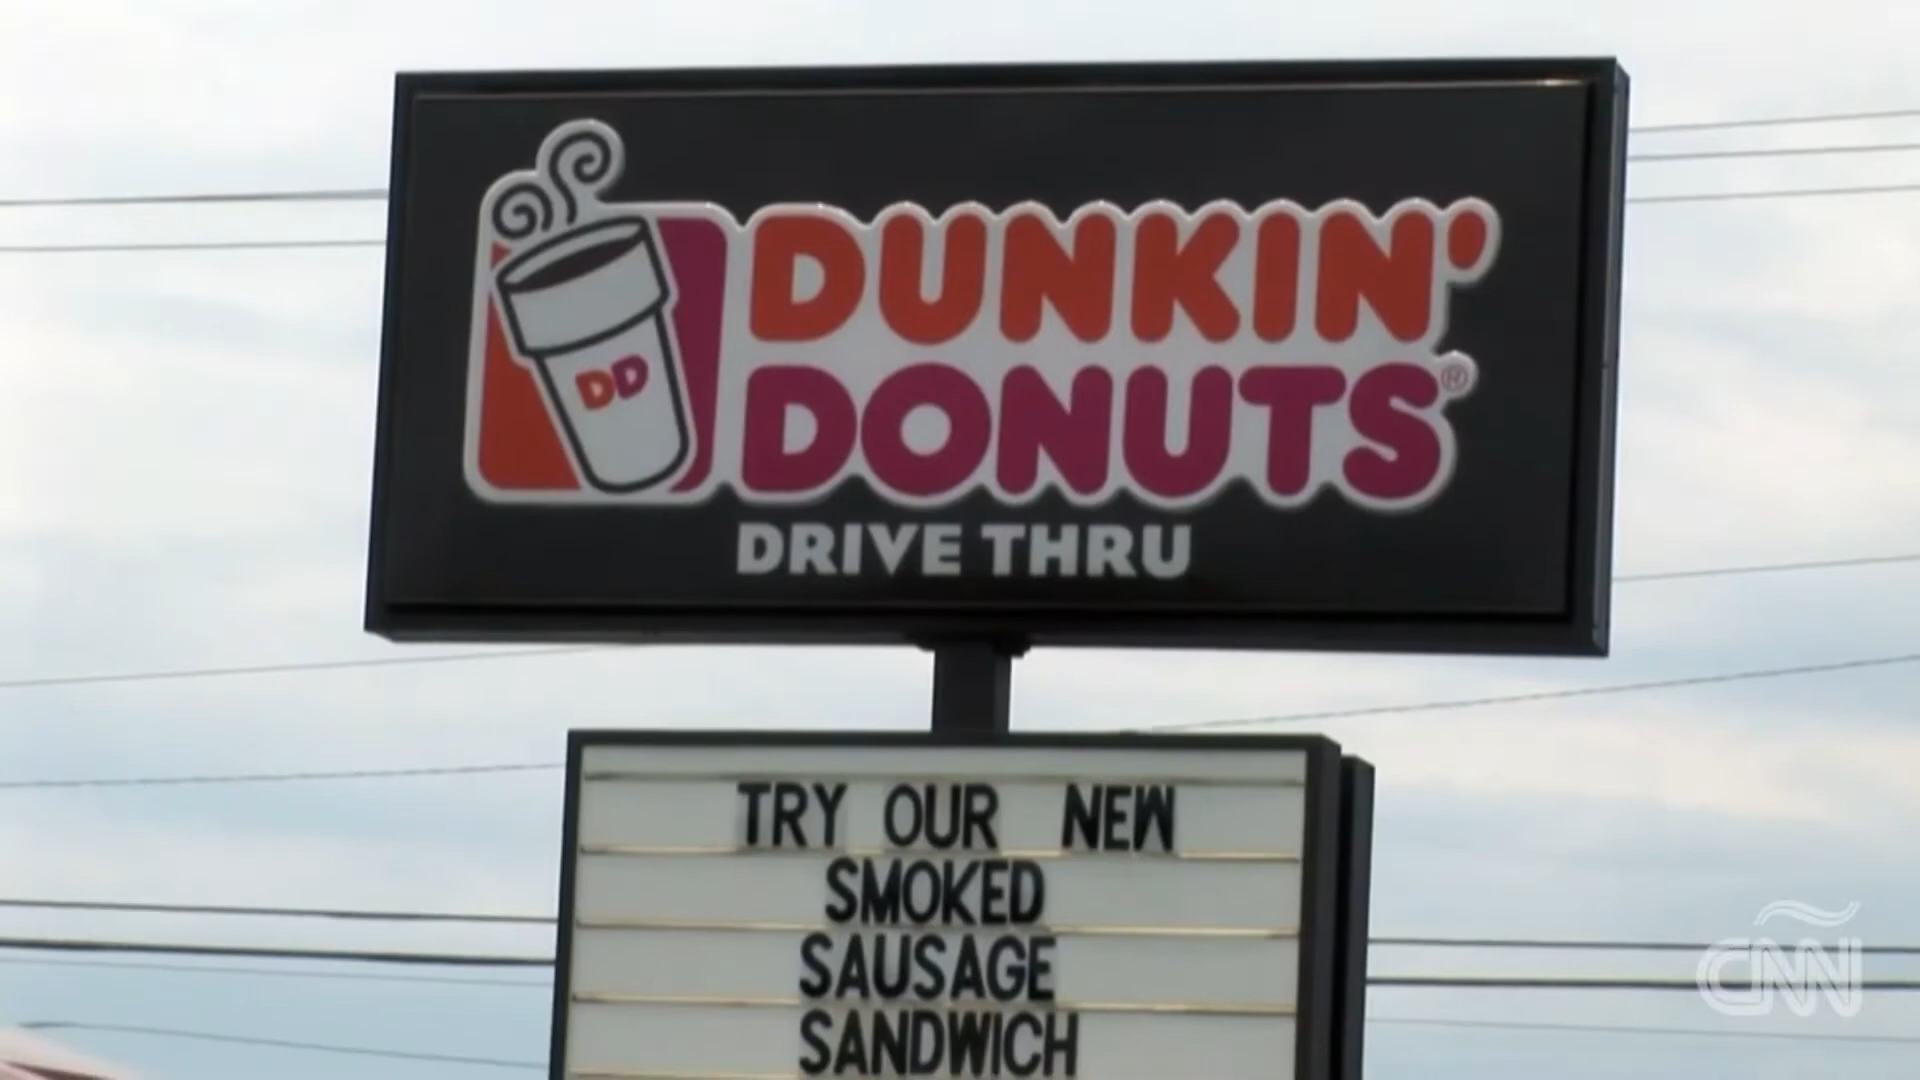 DD
DUNKIN'
DONUTS®
DRIVE THRU
TRY OUR NEW
SMOKED
SAUSAGE
SANDWICH
CNN